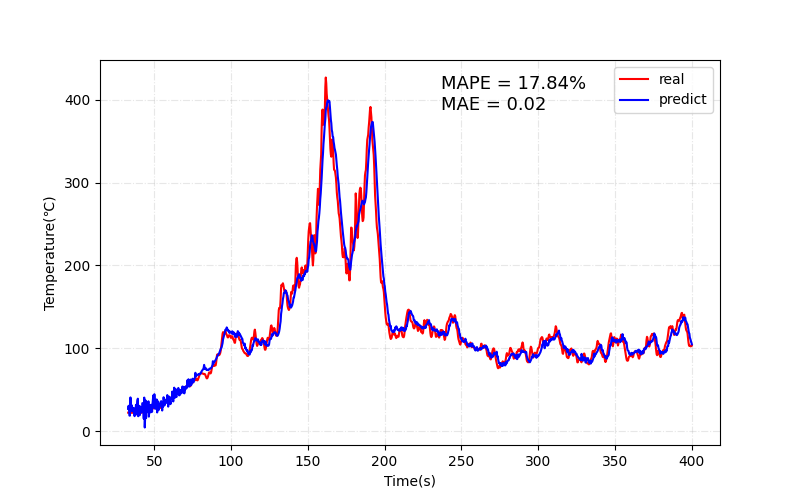 MAPE = 17.84%
MAE = 0.02
real
predict
Temperature(℃)
400
300
200
100
0
50 100 150 200 250 300 350 400
Time(s)